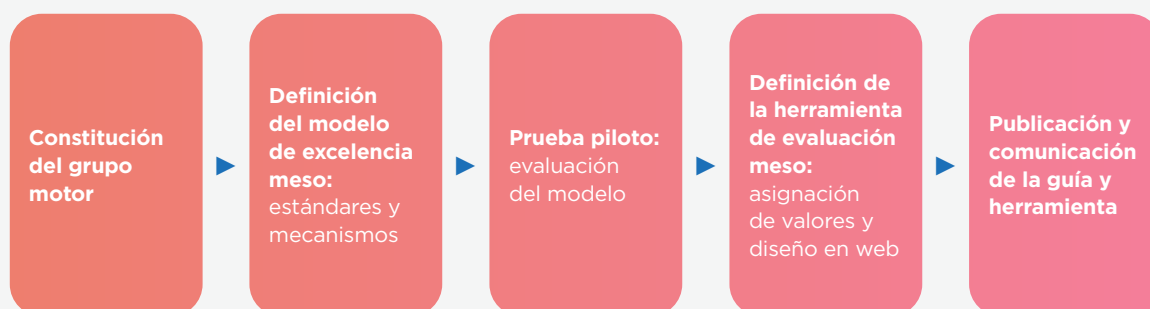 Constitución
del grupo
motor
Definición
del modelo
de excelencia
meso:
estándares y
mecanismos
Prueba piloto:
evaluación
del modelo
Definición de
la herramienta
de evaluación
meso:
asignación
de valores y
diseño en web
Publicación y
comunicación
de la guía y
herramienta